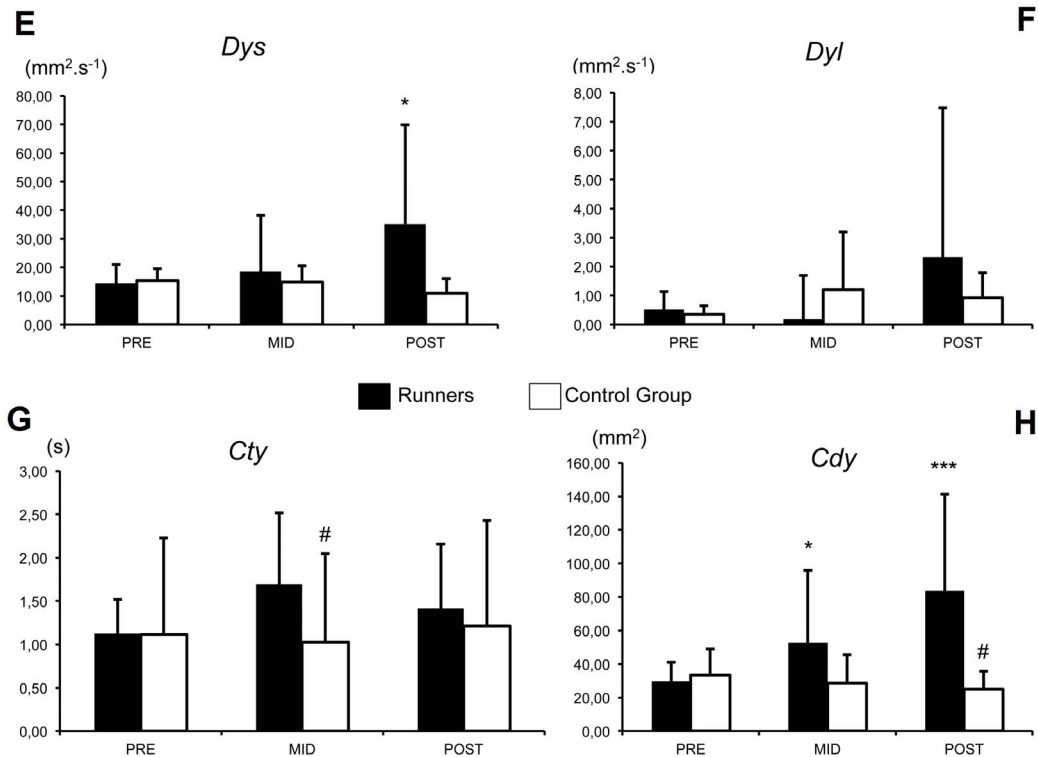 E
Dys
(mm².s⁻¹)
80,00
70,00
60,00
50,00
40,00
30,00
20,00
10,00
0,00
*
PRE MID POST
F
Dyl
(mm².s⁻¹)
8,00
7,00
6,00
5,00
4,00
3,00
2,00
1,00
0,00
PRE MID POST
Runners Control Group
G
(s)
Cty
3,00
2,50
2,00
1,50
1,00
0,50
0,00
#
PRE MID POST
H
(mm²)
Cdy
160,00
140,00
120,00
100,00
80,00
60,00
40,00
20,00
0,00
*
***
#
PRE MID POST